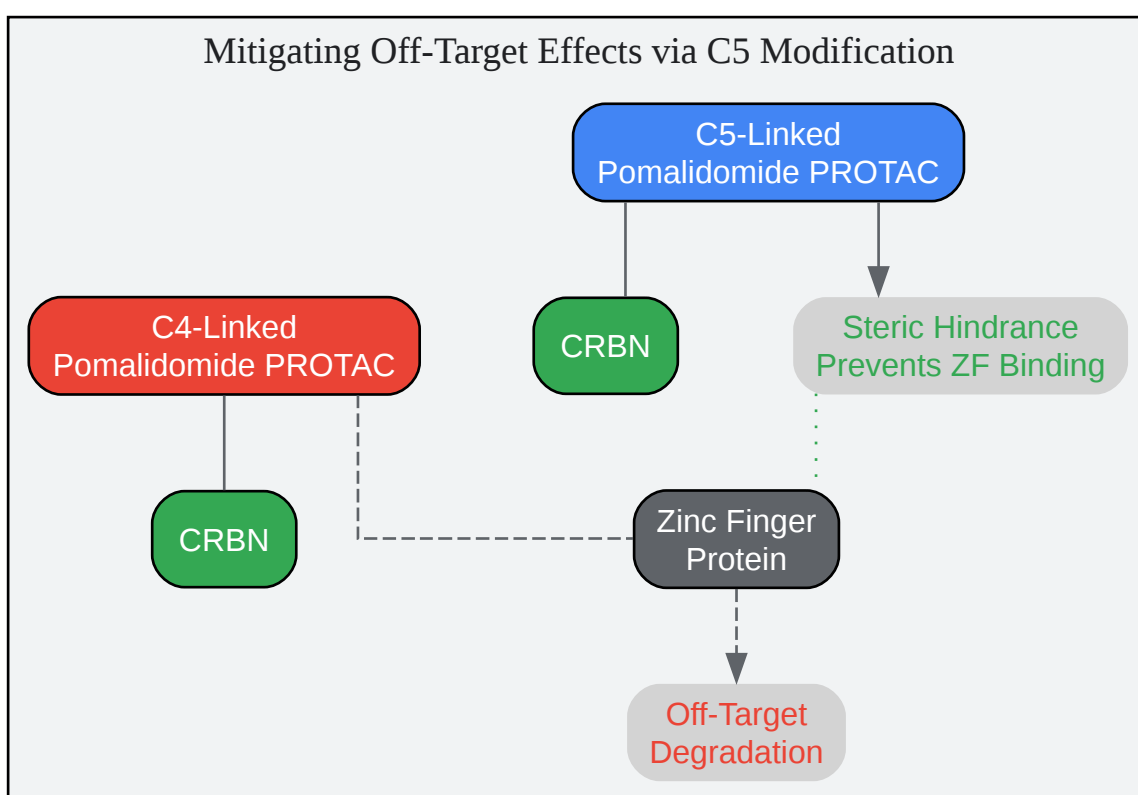 Mitigating Off-Target Effects via C5 Modification
C5-Linked
Pomalidomide PROTAC
C4-Linked
Pomalidomide PROTAC
CRBN
Steric Hindrance
Prevents ZF Binding
CRBN
Zinc Finger
Protein
Off-Target
Degradation